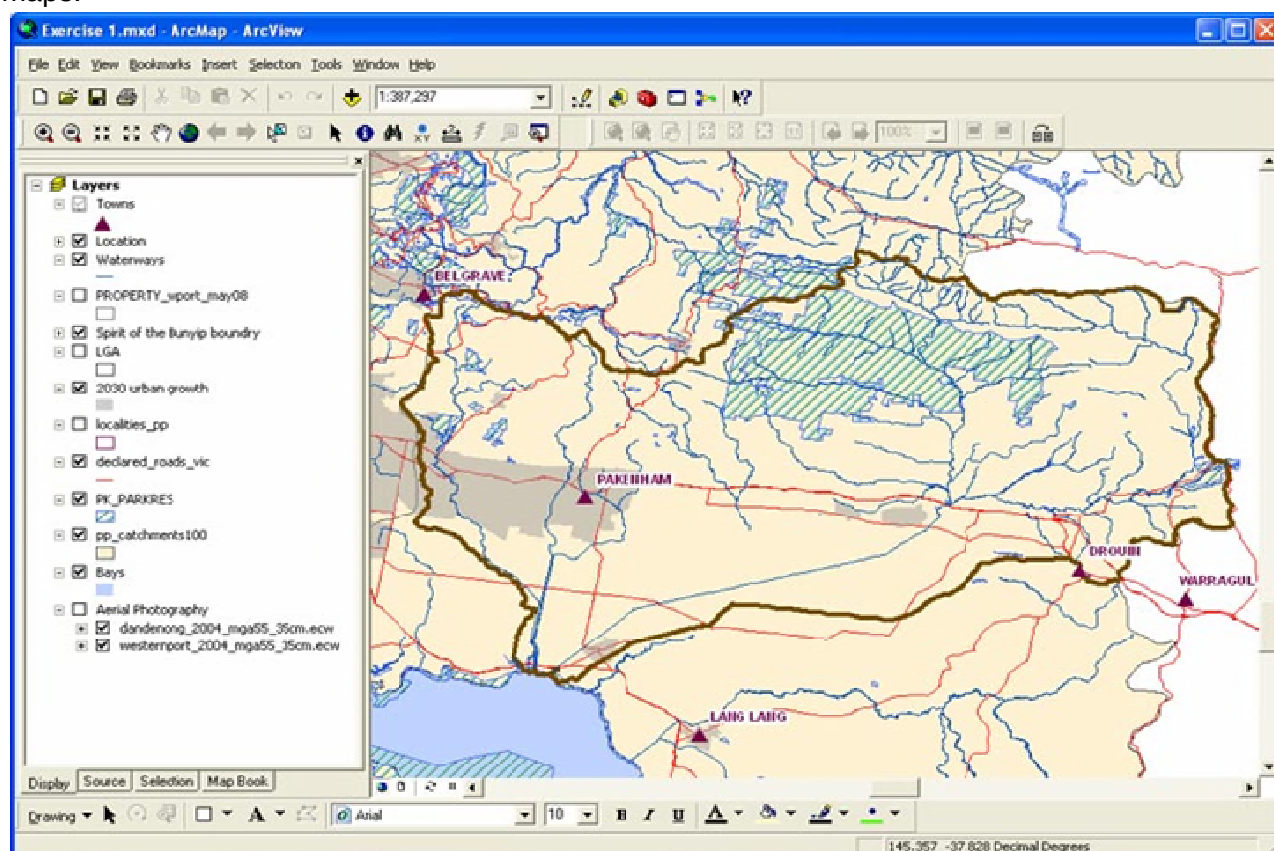 maps.
Exercise 1.mxd - ArcMap - ArcView
File Edit View Bookmarks Insert Selection Tools Window Help
1:387,297
100%
Layers
Towns
Location
Waterways
PROPERTY_wport_may08
Spirit of the Bunyip boundry
LGA
2030 urban growth
localities_pp
declared_roads_vic
PK_PARKRES
pp_catchments100
Bays
Aerial Photography
dandenong_2004_mga55_35cm.ecw
westernport_2004_mga55_35cm.ecw
BELGRAVE
PAKENHAM
DROUIN
WARRAGUL
LANG LANG
Display Source Selection Map Book
Drawing A Arial 10 B I U A
145.357 -37.828 Decimal Degrees